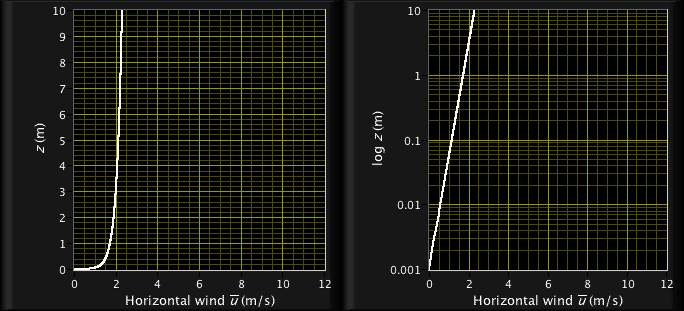 10
9
8
7
6
5
4
3
2
1
0
z (m)
0 2 4 6 8 10 12
Horizontal wind u̅ (m/s)
10
1
0.1
0.01
0.001
log z (m)
0 2 4 6 8 10 12
Horizontal wind u̅ (m/s)